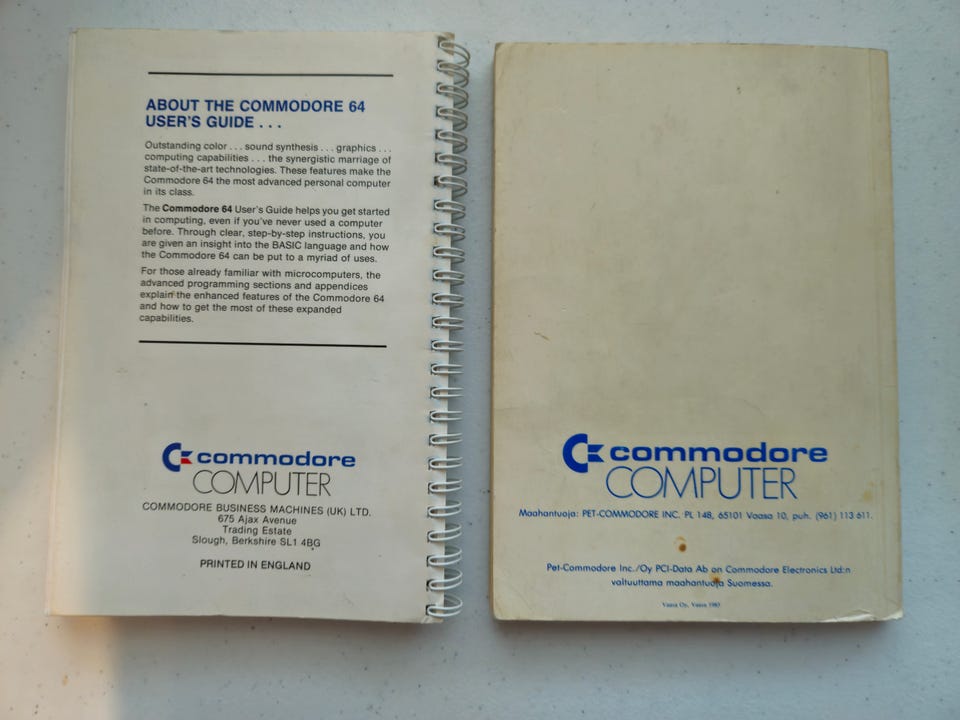 ABOUT THE COMMODORE 64
USER'S GUIDE . . .
Outstanding color . . . sound synthesis . . . graphics . . .
computing capabilities . . . the synergistic marriage of
state-of-the-art technologies. These features make the
Commodore 64 the most advanced personal computer
in its class.
The Commodore 64 User's Guide helps you get started
in computing, even if you've never used a computer
before. Through clear, step-by-step instructions, you
are given an insight into the BASIC language and how
the Commodore 64 can be put to a myriad of uses.
For those already familiar with microcomputers, the
advanced programming sections and appendices
explain the enhanced features of the Commodore 64
and how to get the most of these expanded
capabilities.
commodore
COMPUTER
COMMODORE BUSINESS MACHINES (UK) LTD.
675 Ajax Avenue
Trading Estate
Slough, Berkshire SL1 4BG
PRINTED IN ENGLAND
commodore
COMPUTER
Maahantuoja: PET-COMMODORE INC. PL 148, 65101 Vaasa 10, puh. (961) 113 611.
Pet-Commodore Inc./Oy PCI-Data Ab on Commodore Electronics Ltd:n
valtuuttama maahantuoja Suomessa.
Vaasa Oy, Vaasa 1983